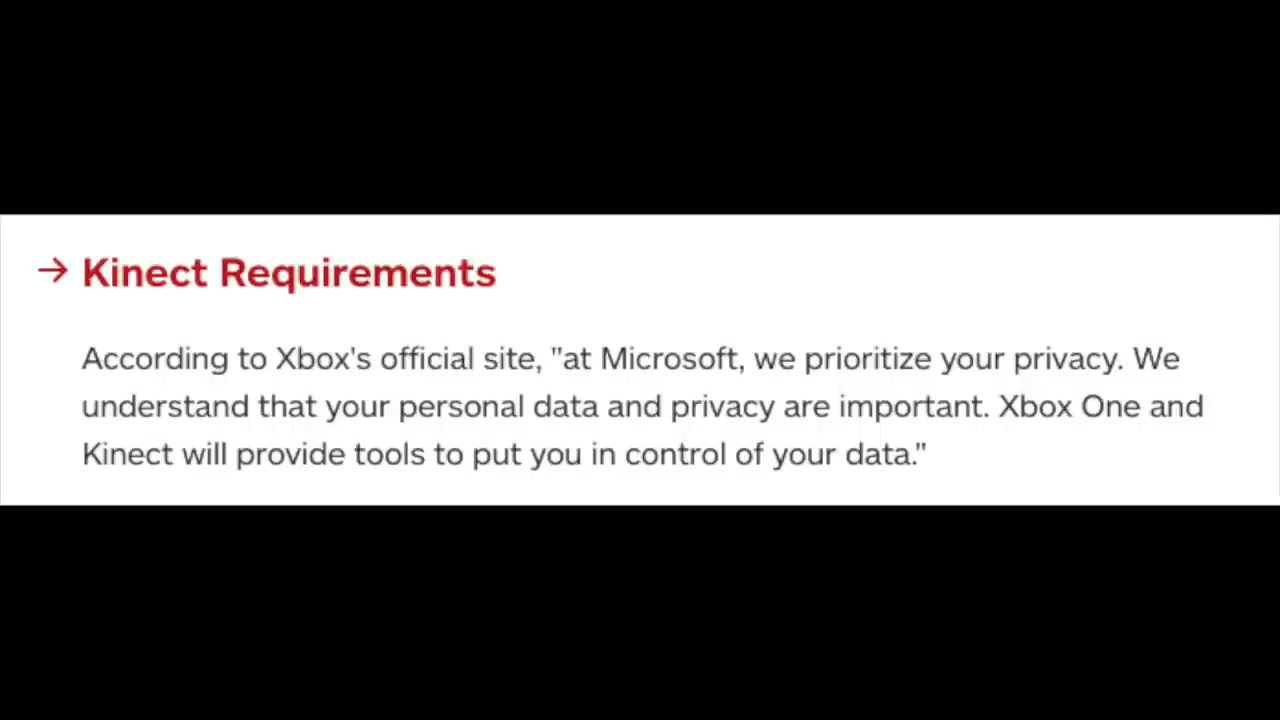 → Kinect Requirements
According to Xbox's official site, "at Microsoft, we prioritize your privacy. We
understand that your personal data and privacy are important. Xbox One and
Kinect will provide tools to put you in control of your data."